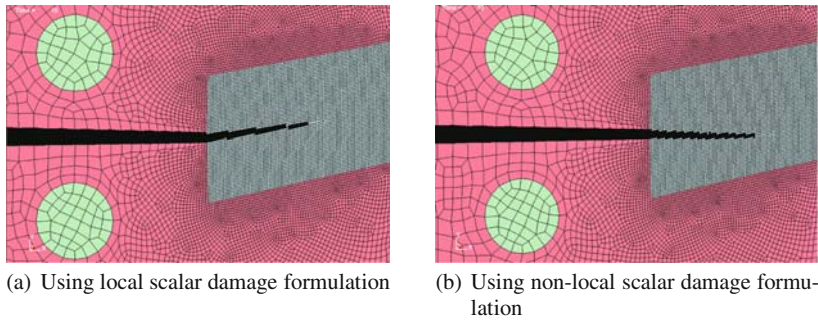 (a) Using local scalar damage formulation
(b) Using non-local scalar damage formu-
lation